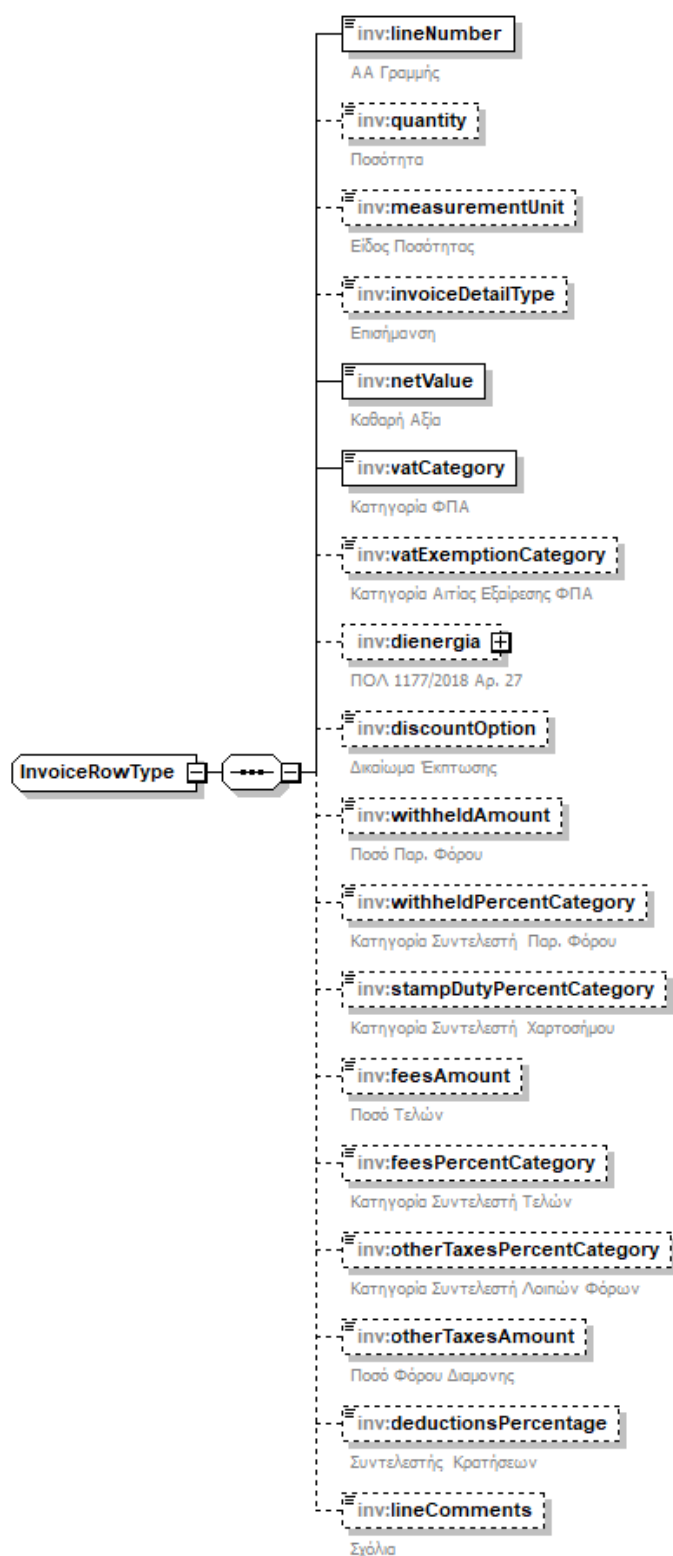 inv:lineNumber
ΑΑ Γραμμής
inv:quantity
Ποσότητα
inv:measurementUnit
Είδος Ποσότητας
inv:invoiceDetailType
Επισήμανση
inv:netValue
Καθαρή Αξία
inv:vatCategory
Κατηγορία ΦΠΑ
inv:vatExemptionCategory
Κατηγορία Αιτίας Εξαίρεσης ΦΠΑ
inv:dienergia
ΠΟΛ 1177/2018 Αρ. 27
inv:discountOption
Δικαίωμα Έκπτωσης
InvoiceRowType
inv:withheldAmount
Ποσό Παρ. Φόρου
inv:withheldPercentCategory
Κατηγορία Συντελεστή Παρ. Φόρου
inv:stampDutyPercentCategory
Κατηγορία Συντελεστή Χαρτοσήμου
inv:feesAmount
Ποσό Τελών
inv:feesPercentCategory
Κατηγορία Συντελεστή Τελών
inv:otherTaxesPercentCategory
Κατηγορία Συντελεστή Λοιπών Φόρων
inv:otherTaxesAmount
Ποσό Φόρου Διαμονης
inv:deductionsPercentage
Συντελεστής Κρατήσεων
inv:lineComments
Σχόλια